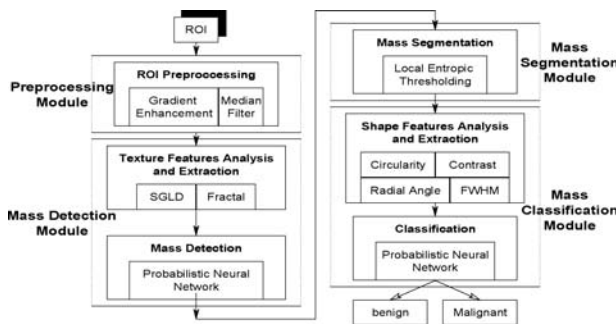 ROI
Preprocessing
Module
ROI Preproccessing
Gradient
Enhancement
Median
Filter
Texture Features Analysis
and Extraction
SGLD
Fractal
Mass Detection
Module
Mass Detection
Probabilistic Neural
Network
Mass Segmentation
Local Entropic
Thresholding
Mass
Segmentation
Module
Shape Features Analysis
and Extraction
Circularity
Contrast
Radial Angle
FWHM
Mass
Classification
Module
Classification
Probabilistic Neural
Network
benign
Malignant